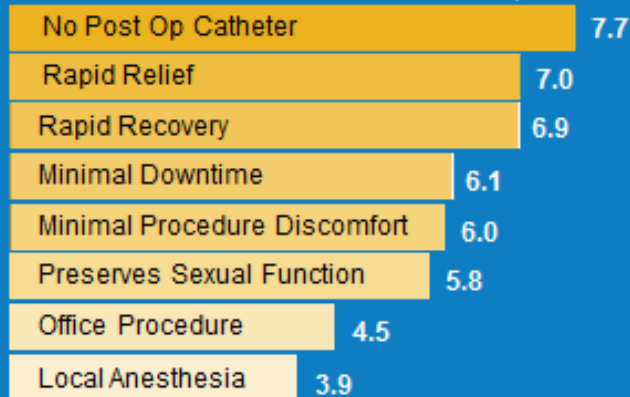 No Post Op Catheter 7.7
Rapid Relief 7.0
Rapid Recovery 6.9
Minimal Downtime 6.1
Minimal Procedure Discomfort 6.0
Preserves Sexual Function 5.8
Office Procedure 4.5
Local Anesthesia 3.9